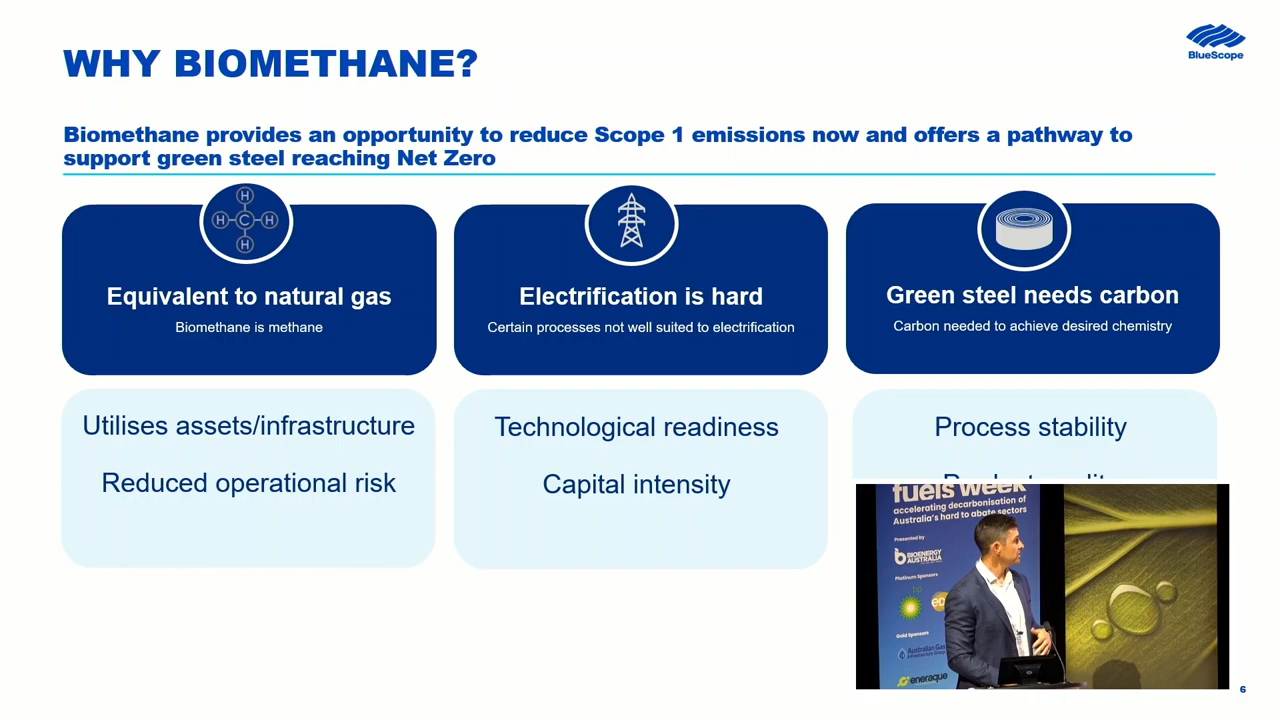 BlueScope
WHY BIOMETHANE?
Biomethane provides an opportunity to reduce Scope 1 emissions now and offers a pathway to
support green steel reaching Net Zero
H
H C H
H
Equivalent to natural gas
Biomethane is methane
Utilises assets/infrastructure
Reduced operational risk
Electrification is hard
Certain processes not well suited to electrification
Technological readiness
Capital intensity
Green steel needs carbon
Carbon needed to achieve desired chemistry
Process stability
fuels week
accelerating decarbonisation of
Australia's hard to abate sectors
Presented by
BIOENERGY
AUSTRALIA
Platinum Sponsors
bp
Gold Sponsors
Australian Gas
Infrastructure Group
eneraque
6